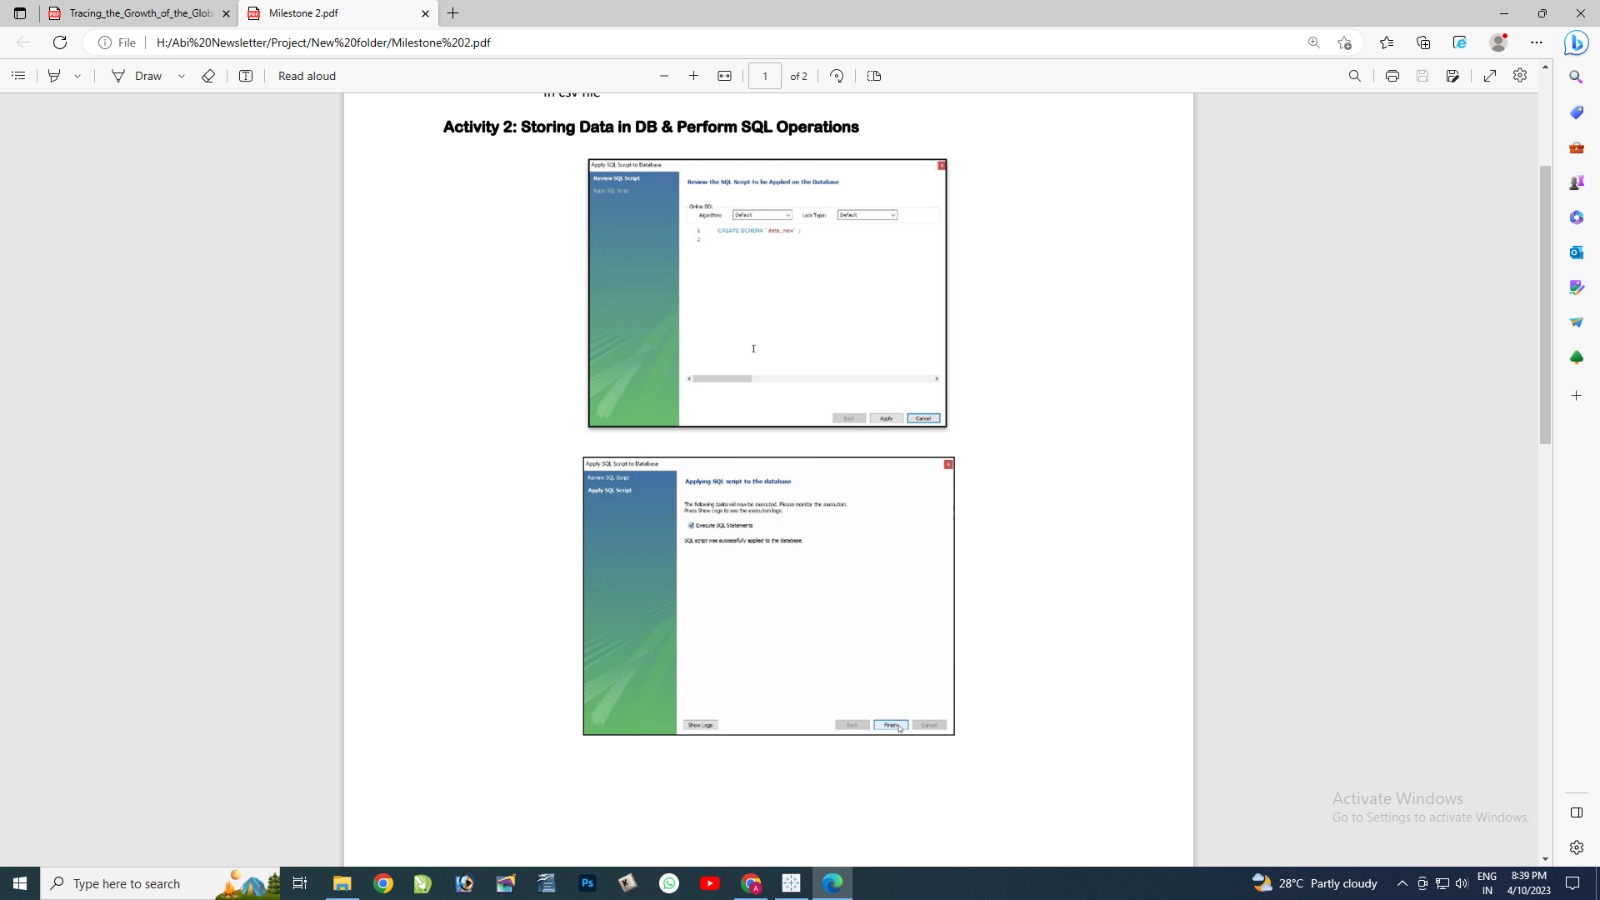 Tracing_the_Growth_of_the_Glob
Milestone 2.pdf
File
H:/Abi%20Newsletter/Project/New%20folder/Milestone%202.pdf
Draw
Read aloud
1
of 2
in csv file
Activity 2: Storing Data in DB & Perform SQL Operations
Apply SQL Script to Database
Review SQL Script
Apply SQL Script
Review the SQL Script to be Applied on the Database
Online DDL
Algorithm: Default Lock Type: Default
1 CREATE SCHEMA `data_new` ;
2
Back Apply Cancel
Apply SQL Script to Database
Review SQL Script
Apply SQL Script
Applying SQL script to the database
The following tasks will now be executed. Please monitor the execution.
Press Show Logs to see the execution logs.
Execute SQL Statements
SQL script was successfully applied to the database.
Show Logs Back Finish Cancel
Activate Windows
Go to Settings to activate Windows.
Type here to search
Ps
28°C Partly cloudy
ENG
IN
8:39 PM
4/10/2023